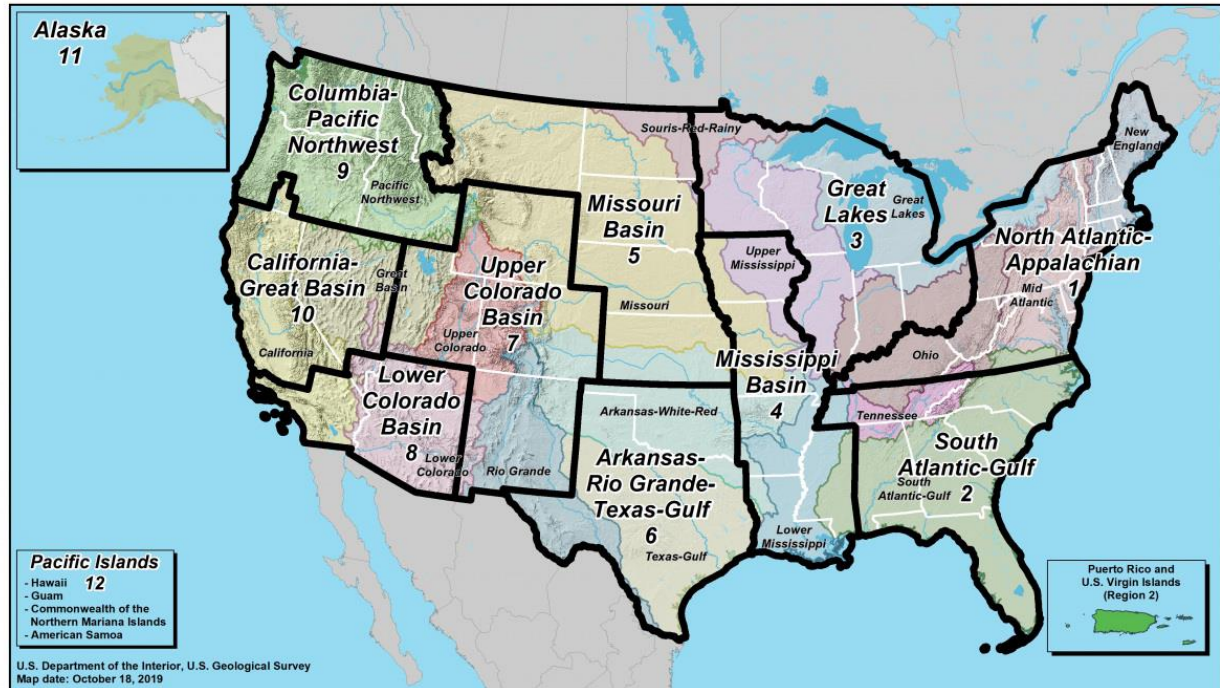 Alaska
11
Columbia-
Pacific
Northwest
9
Pacific
Northwest
Souris-Red-Rainy
New
England
Missouri
Basin
5
Great
Lakes
3
Great
Lakes
North Atlantic-
Appalachian
1
Mid
Atlantic
California-
Great Basin
10
Great
Basin
California
Upper
Colorado
Basin
7
Upper
Colorado
Missouri
Upper
Mississippi
Ohio
Mississippi
Basin
4
Lower
Colorado
Basin
8
Lower
Colorado
Rio Grande
Arkansas-White-Red
Arkansas-
Rio Grande-
Texas-Gulf
6
Texas-Gulf
Tennessee
South
Atlantic-Gulf
2
South
Atlantic-Gulf
Lower
Mississippi
Pacific Islands
12
- Hawaii
- Guam
- Commonwealth of the
Northern Mariana Islands
- American Samoa
Puerto Rico and
U.S. Virgin Islands
(Region 2)
U.S. Department of the Interior, U.S. Geological Survey
Map date: October 18, 2019